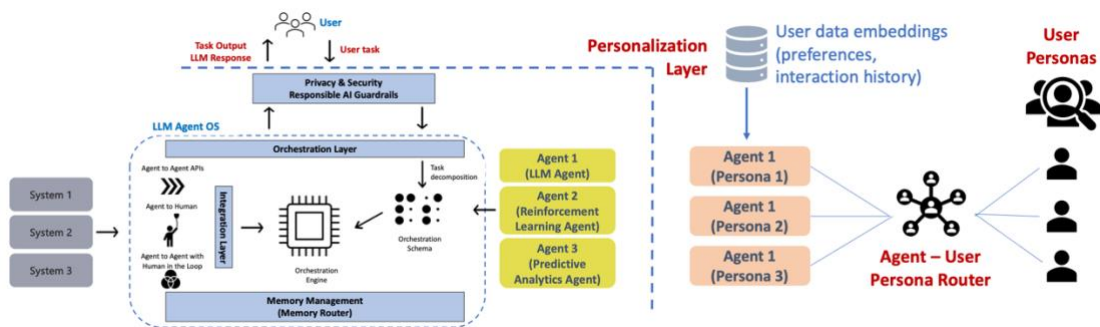 User
Task Output
LLM Response
User task
Privacy & Security
Responsible AI Guardrails
LLM Agent OS
Orchestration Layer
Agent to Agent APIs
Agent to Human
Agent to Agent with
Human in the Loop
Integration Layer
Task
decomposition
Orchestration
Engine
Orchestration
Schema
Memory Management
(Memory Router)
System 1
System 2
System 3
Agent 1
(LLM Agent)
Agent 2
(Reinforcement
Learning Agent)
Agent 3
(Predictive
Analytics Agent)
Personalization
Layer
User data embeddings
(preferences,
interaction history)
User
Personas
Agent 1
(Persona 1)
Agent 1
(Persona 2)
Agent 1
(Persona 3)
Agent – User
Persona Router